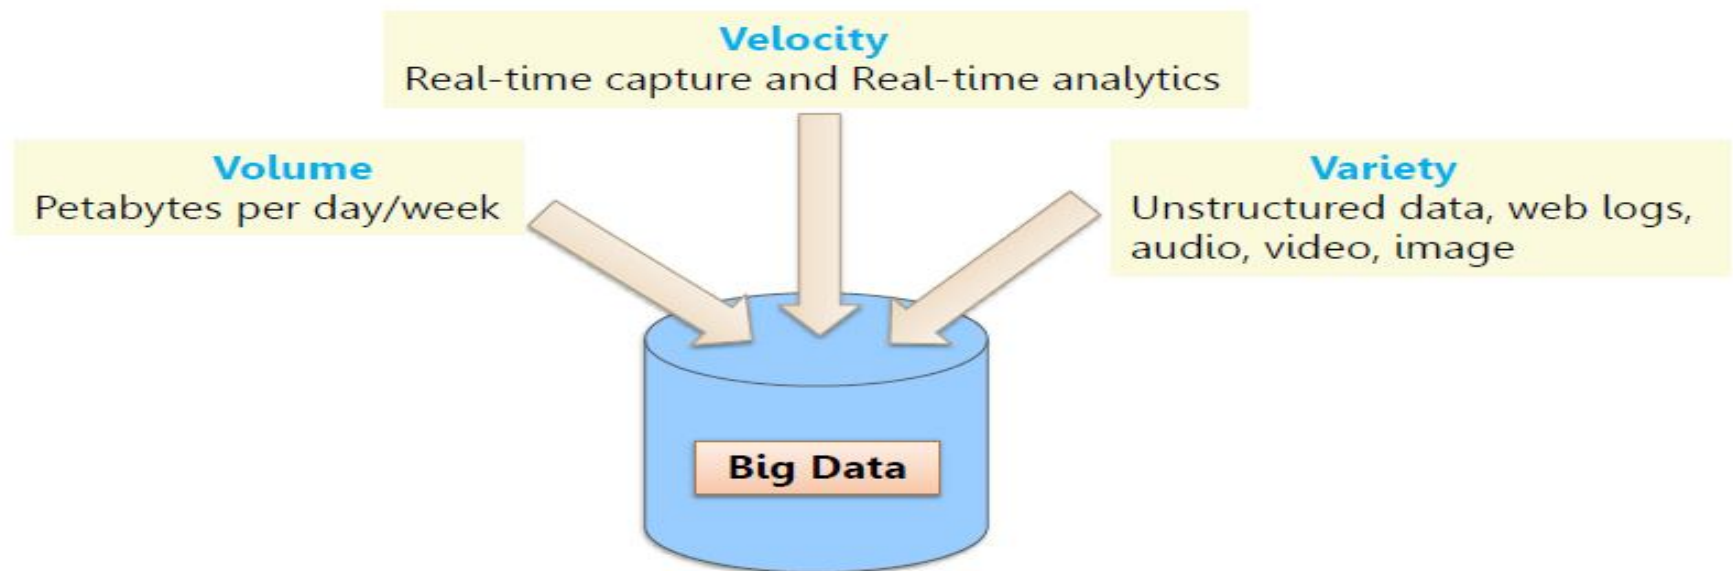 Velocity
Real-time capture and Real-time analytics
Volume
Petabytes per day/week
Variety
Unstructured data, web logs,
audio, video, image
Big Data